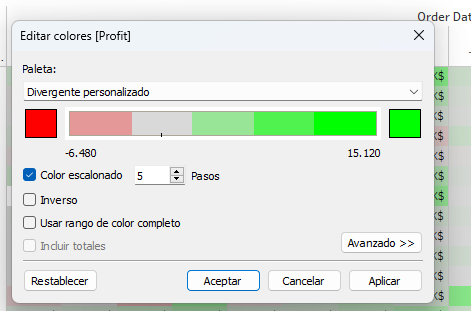 Order Dat
Editar colores [Profit]
Paleta:
Divergente personalizado
-6.480 15.120
Color escalonado 5 Pasos
Inverso
Usar rango de color completo
Incluir totales
Avanzado >>
Restablecer Aceptar Cancelar Aplicar